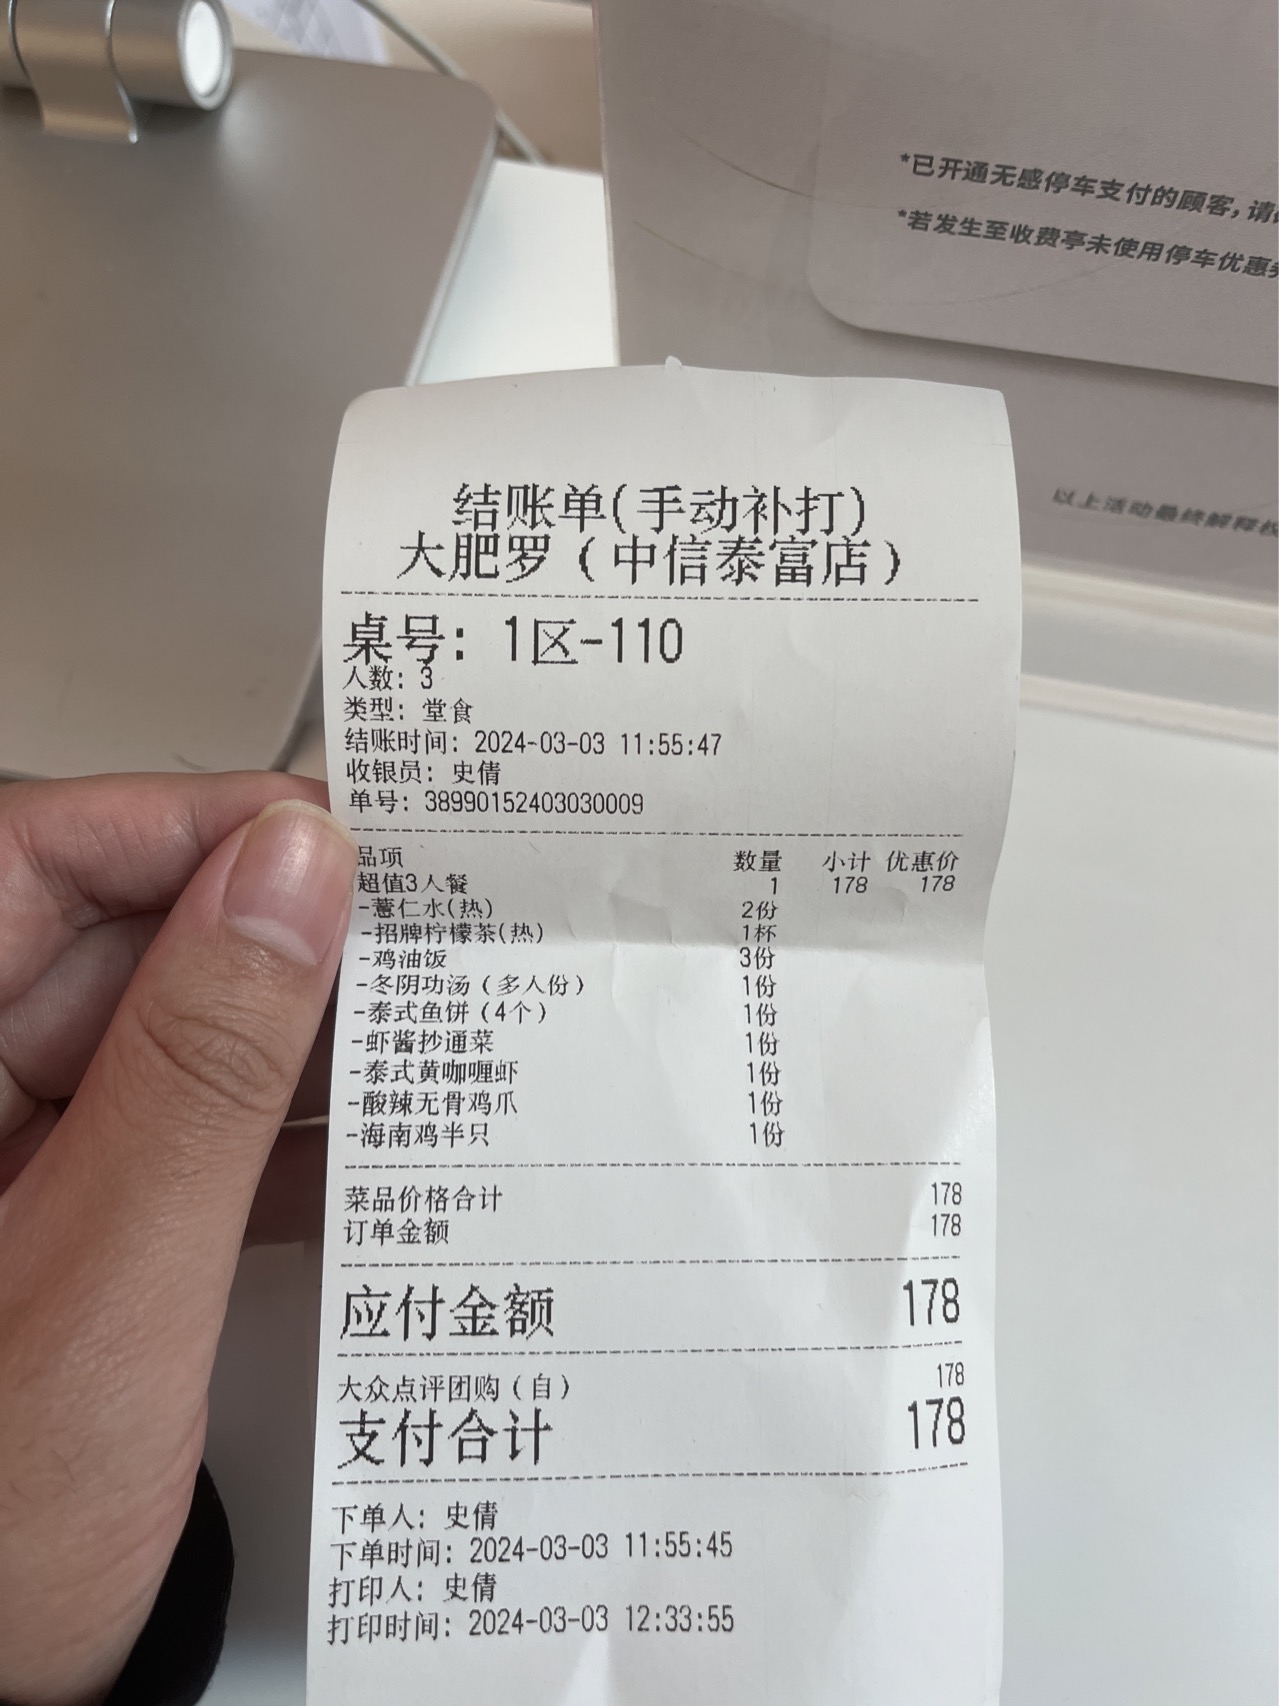 *已开通无感停车支付的顾客，请
*若发生至收费亭未使用停车优惠
以上活动最终解释权
结账单(手动补打)
大肥罗（中信泰富店）
桌号： 1区-110
人数： 3
类型： 堂食
结账时间： 2024-03-03 11:55:47
收银员： 史倩
单号： 38990152403030009
品项 数量 小计 优惠价
超值3人餐 1 178 178
-薏仁水(热) 2份
-招牌柠檬茶(热) 1杯
-鸡油饭 3份
-冬阴功汤（多人份） 1份
-泰式鱼饼（4个） 1份
-虾酱抄通菜 1份
-泰式黄咖喱虾 1份
-酸辣无骨鸡爪 1份
-海南鸡半只 1份
菜品价格合计 178
订单金额 178
应付金额 178
大众点评团购（自） 178
支付合计 178
下单人： 史倩
下单时间： 2024-03-03 11:55:45
打印人： 史倩
打印时间： 2024-03-03 12:33:55